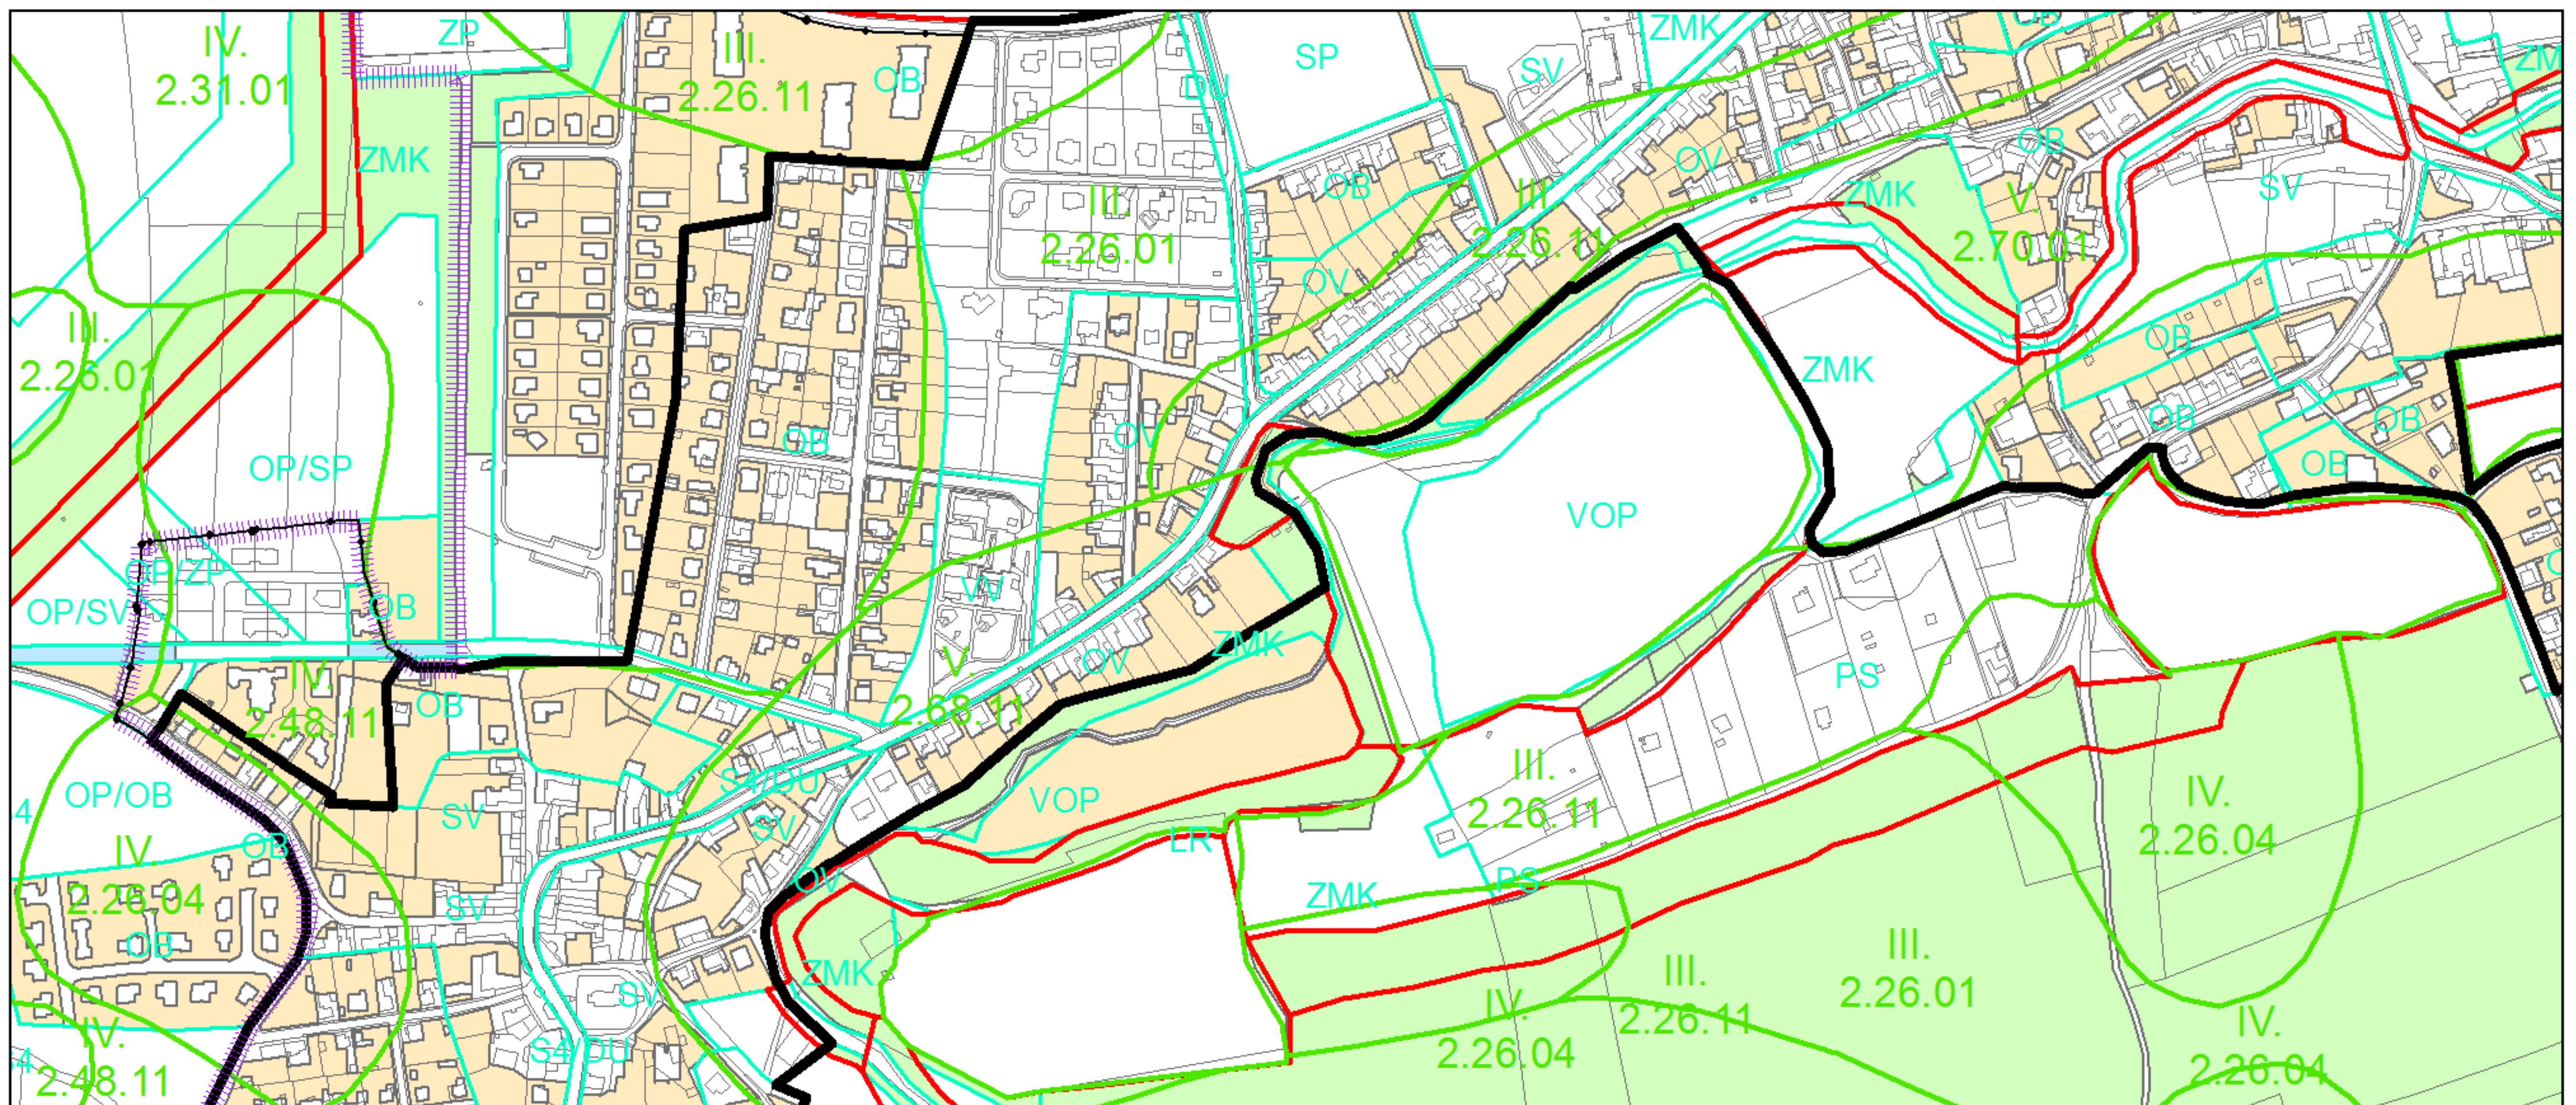 IV.
2.31.01
ZP
III.
2.26.11
OB
DU
SP
SV
ZMK
OB
ZM
ZMK
III.
2.26.01
OB
III.
2.26.11
OV
ZMK
OB
V.
2.70.01
SV
OV
III.
2.26.01
ZMK
OB
OB
OB
OB
OP/SP
OB
OV
VOP
OP/ZP
OP/SV
OB
VV
ZMK
OV
IV.
2.48.11
OB
V.
2.68.11
PS
OP/OB
4
SV
S4/DU
SV
VOP
III.
2.26.11
IV.
2.26.04
OB
IV.
2.26.04
OB
LR
OV
ZMK
PS
SV
SV
ZMK
III.
2.26.11
III.
2.26.01
IV.
2.26.04
IV.
2.26.04
IV.
2.48.11
4
S4/DU